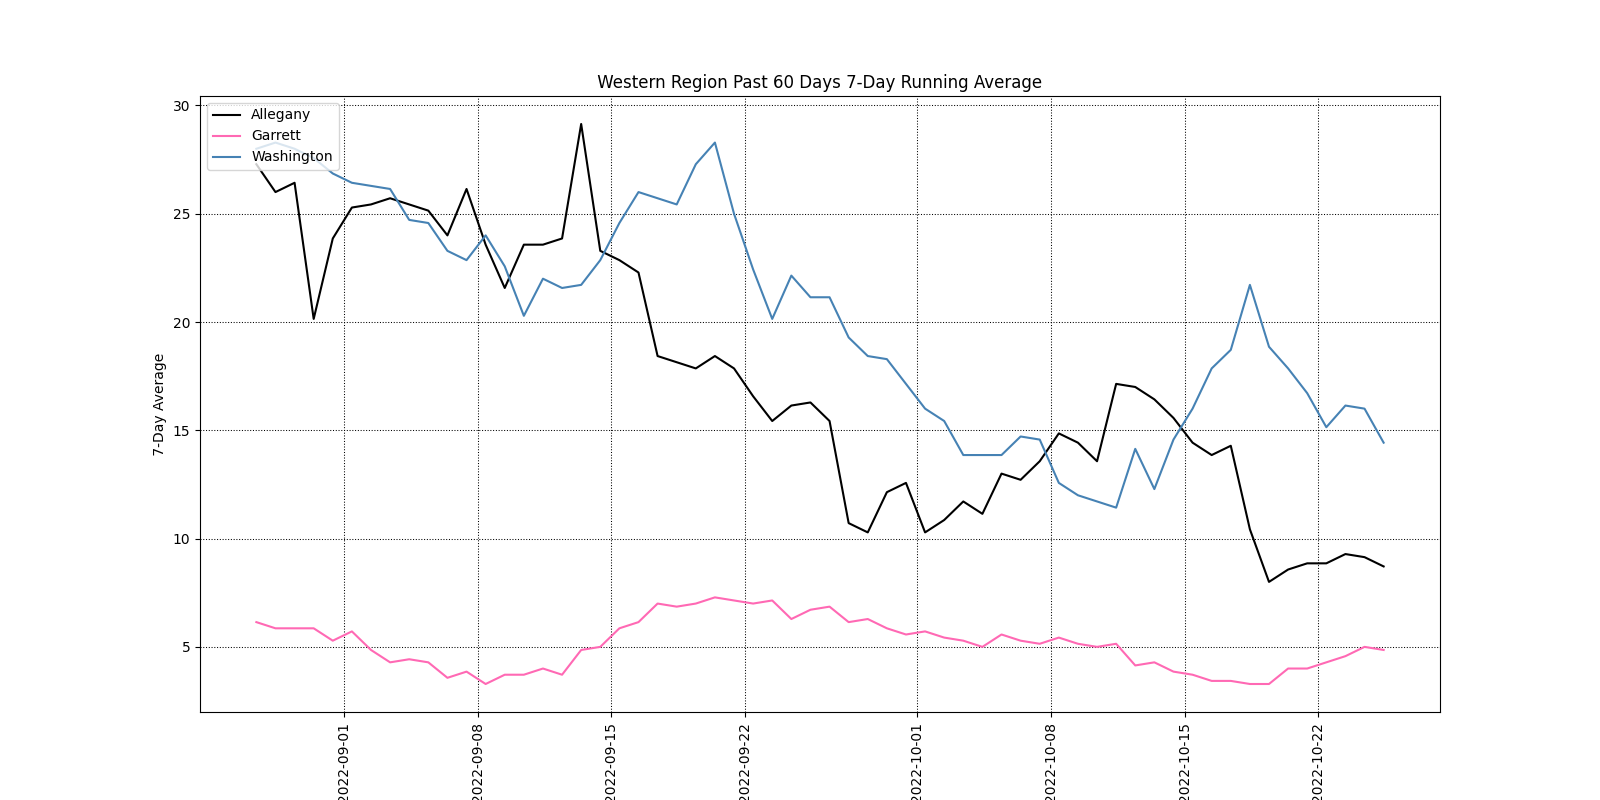 Western Region Past 60 Days 7-Day Running Average
Allegany
Garrett
Washington
7-Day Average
30
25
20
15
10
5
2022-09-01
2022-09-08
2022-09-15
2022-09-22
2022-10-01
2022-10-08
2022-10-15
2022-10-22